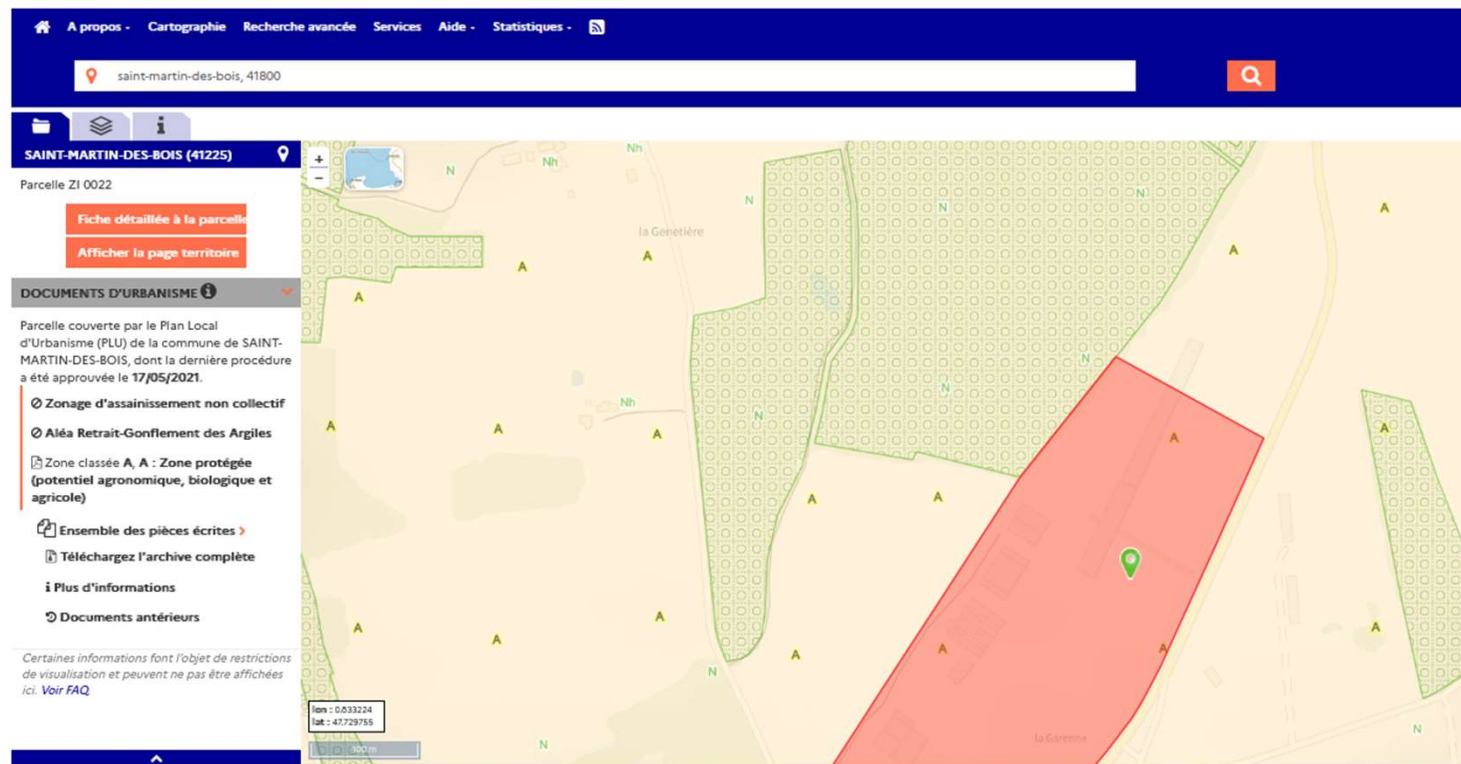 A propos - Cartographie Recherche avancée Services Aide - Statistiques -
saint-martin-des-bois, 41800
SAINT-MARTIN-DES-BOIS (41225)
Parcelle ZI 0022
Fiche détaillée à la parcelle
Afficher la page territoire
DOCUMENTS D'URBANISME
Parcelle couverte par le Plan Local
d'Urbanisme (PLU) de la commune de SAINT-
MARTIN-DES-BOIS, dont la dernière procédure
a été approuvée le 17/05/2021.
Zonage d'assainissement non collectif
Aléa Retrait-Gonflement des Argiles
Zone classée A, A : Zone protégée
(potentiel agronomique, biologique et
agricole)
Ensemble des pièces écrites >
Téléchargez l'archive complète
i Plus d'informations
Documents antérieurs
Certaines informations font l'objet de restrictions
de visualisation et peuvent ne pas être affichées
ici. Voir FAQ
+
−
Nh
Nh
N
N
N
N
A
la Genetière
A
A
A
A
N
N
Nh
N
A
A
A
A
A
A
A
A
A
A
A
A
A
A
N
N
N
la Garenne
lon : 0.833224
lat : 47.729755
300 m